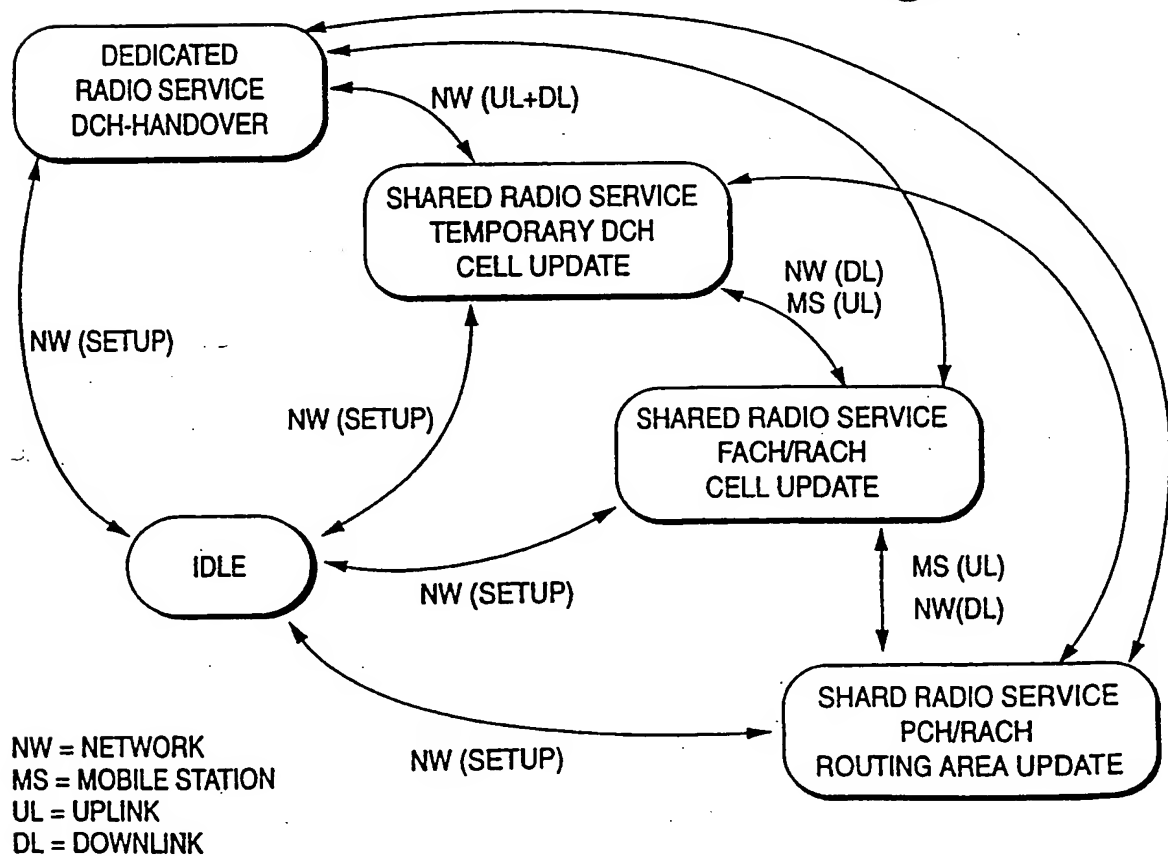 DEDICATED
RADIO SERVICE
DCH-HANDOVER
NW (UL+DL)
SHARED RADIO SERVICE
TEMPORARY DCH
CELL UPDATE
NW (DL)
MS (UL)
NW (SETUP)
NW (SETUP)
SHARED RADIO SERVICE
FACH/RACH
CELL UPDATE
IDLE
NW (SETUP)
MS (UL)
NW(DL)
SHARD RADIO SERVICE
PCH/RACH
ROUTING AREA UPDATE
NW (SETUP)
NW = NETWORK
MS = MOBILE STATION
UL = UPLINK
DL = DOWNLINK